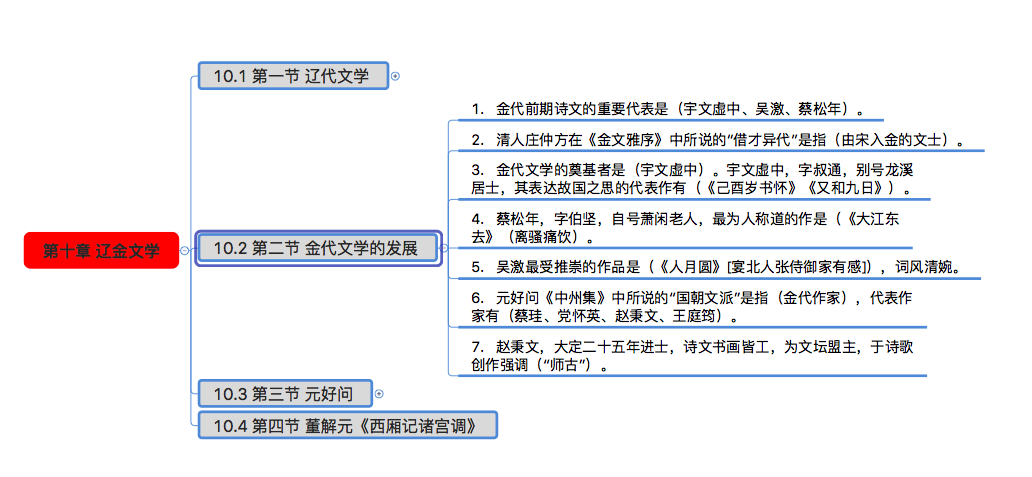 第十章 辽金文学
10.1 第一节 辽代文学
10.2 第二节 金代文学的发展
1. 金代前期诗文的重要代表是（宇文虚中、吴激、蔡松年）。
2. 清人庄仲方在《金文雅序》中所说的“借才异代”是指（由宋入金的文士）。
3. 金代文学的奠基者是（宇文虚中）。宇文虚中，字叔通，别号龙溪
居士，其表达故国之思的代表作有（《己酉岁书怀》《又和九日》）。
4. 蔡松年，字伯坚，自号萧闲老人，最为人称道的作是（《大江东
去》（离骚痛饮）。
5. 吴激最受推崇的作品是（《人月圆》[宴北人张侍御家有感]），词风清婉。
6. 元好问《中州集》中所说的“国朝文派”是指（金代作家），代表作
家有（蔡珪、党怀英、赵秉文、王庭筠）。
7. 赵秉文，大定二十五年进士，诗文书画皆工，为文坛盟主，于诗歌
创作强调（“师古”）。
10.3 第三节 元好问
10.4 第四节 董解元《西厢记诸宫调》